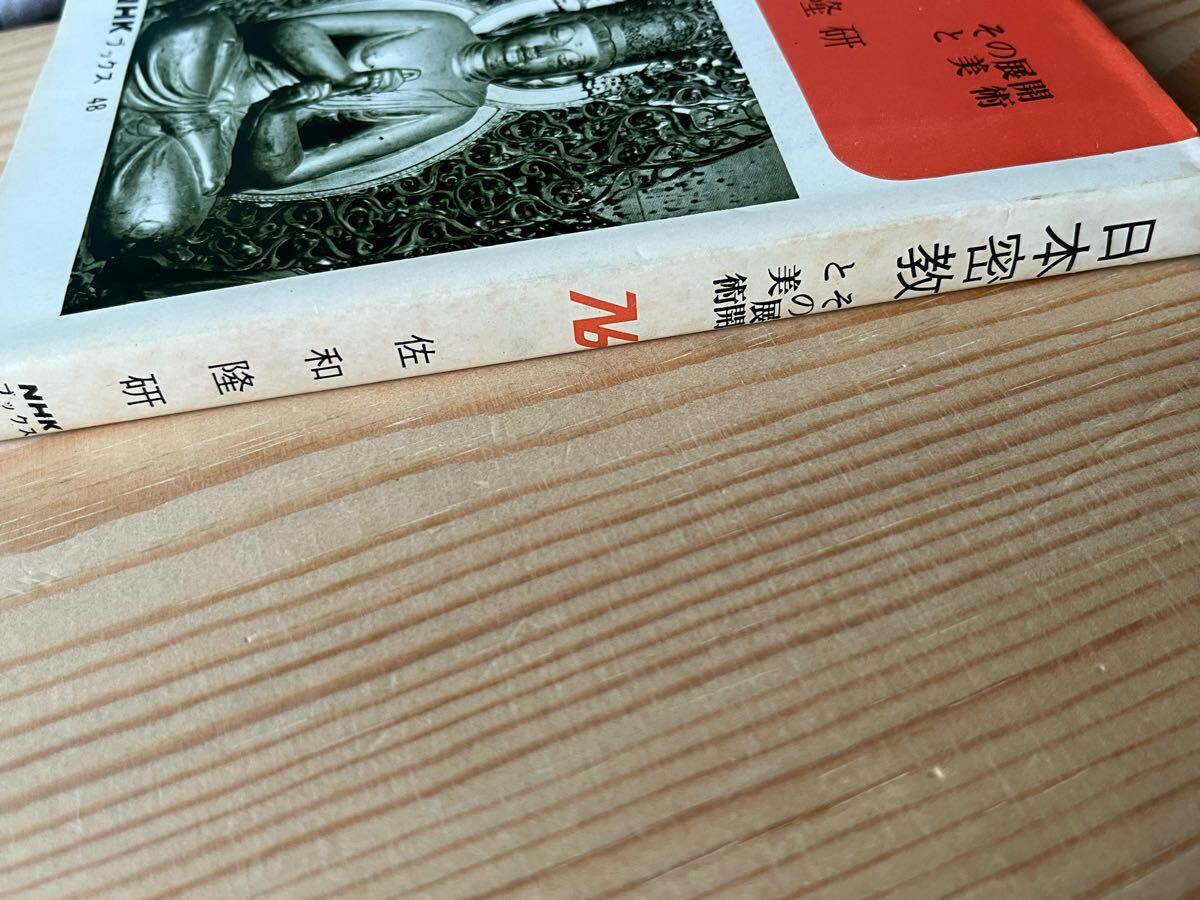 その展開
と美術
隆研
NHKブックス 48
日本密教
その展開
と美術
76
佐和隆研
NHK
ブックス